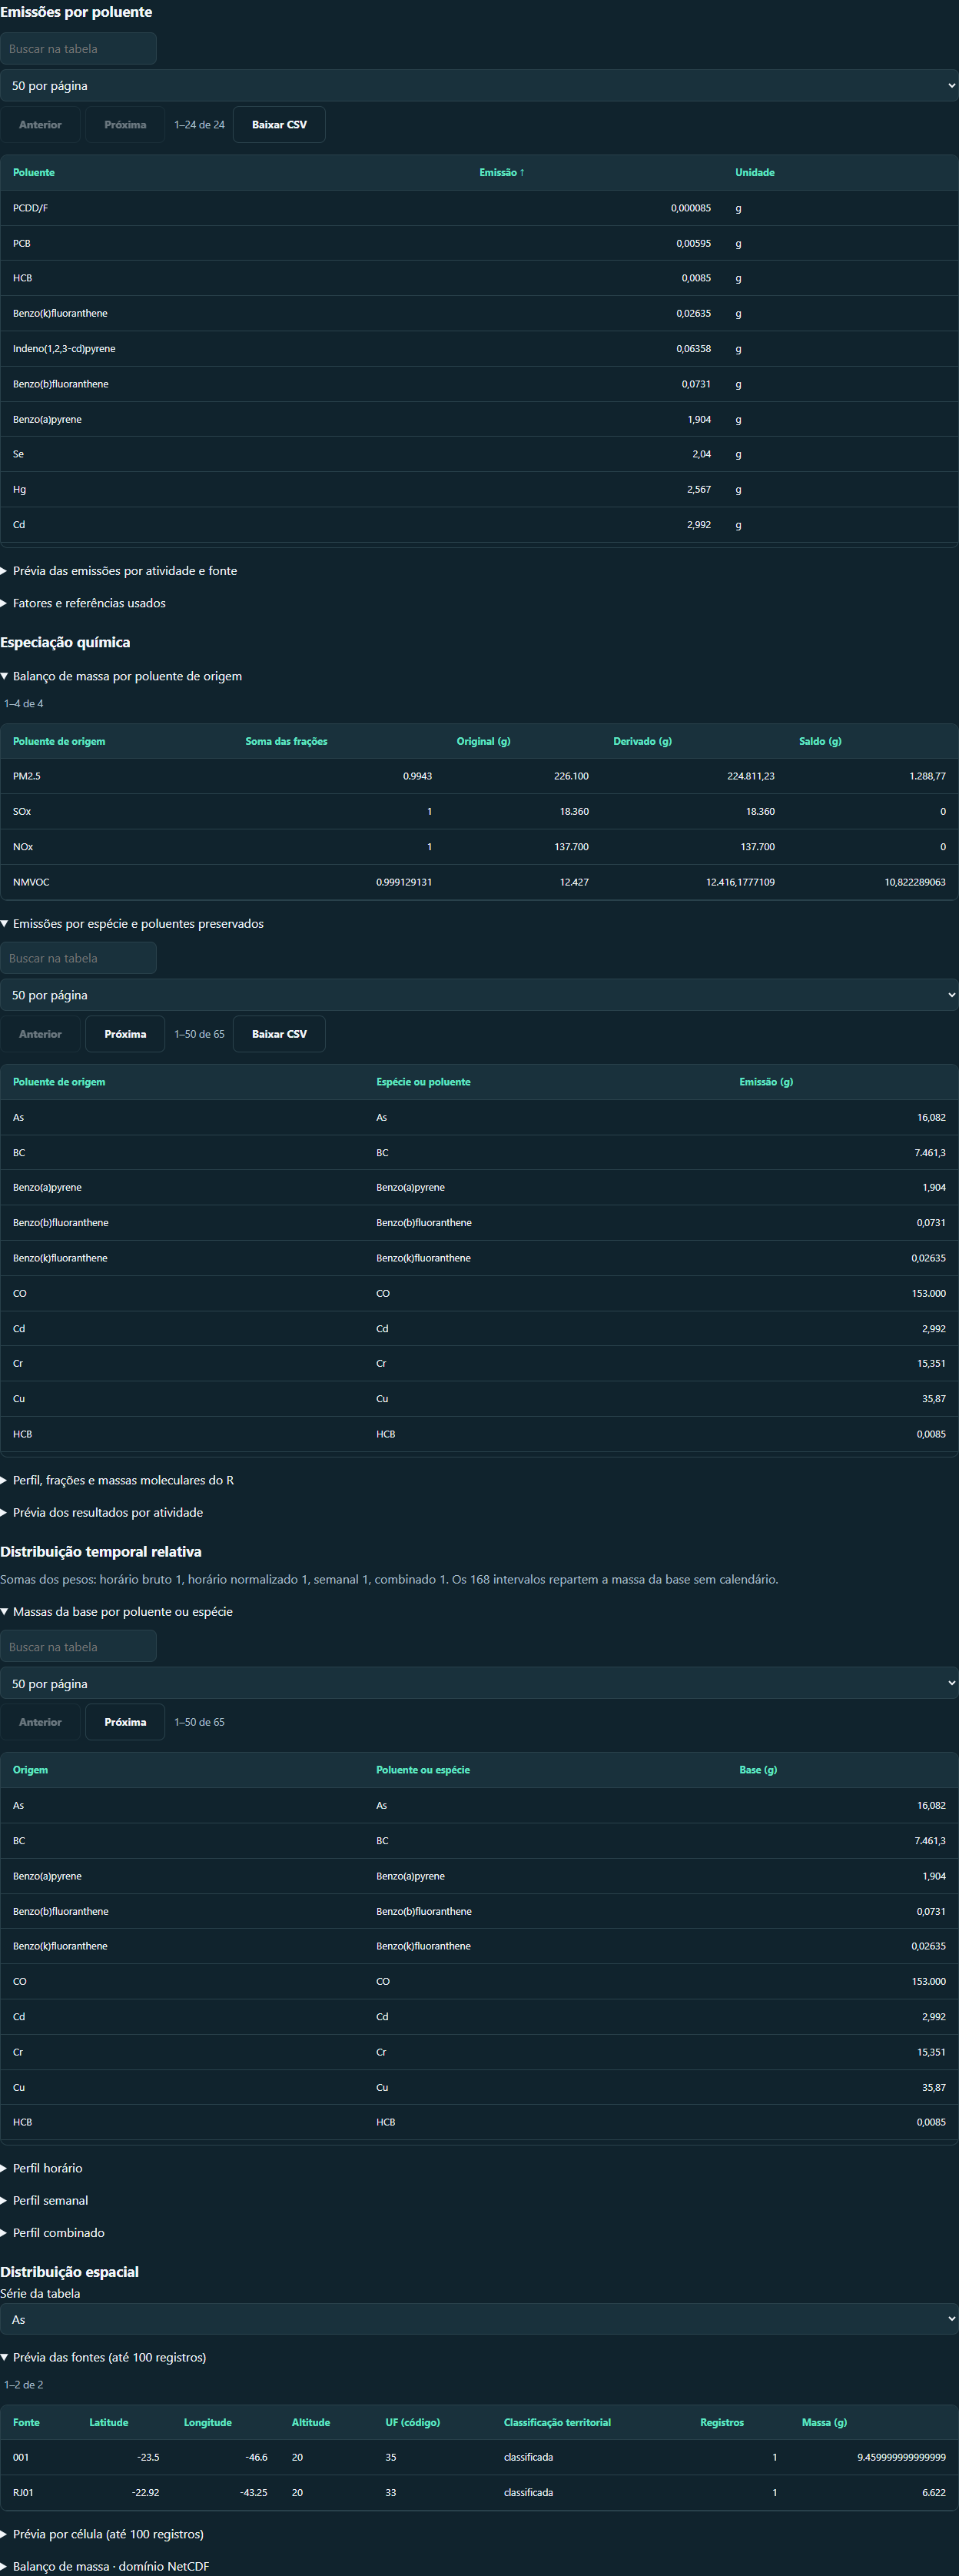 Emissões por poluente
Buscar na tabela
50 por página
Anterior Próxima 1–24 de 24 Baixar CSV
Poluente Emissão ↑ Unidade
PCDD/F 0,000085 g
PCB 0,00595 g
HCB 0,0085 g
Benzo(k)fluoranthene 0,02635 g
Indeno(1,2,3-cd)pyrene 0,06358 g
Benzo(b)fluoranthene 0,0731 g
Benzo(a)pyrene 1,904 g
Se 2,04 g
Hg 2,567 g
Cd 2,992 g
Prévia das emissões por atividade e fonte
Fatores e referências usados
Especiação química
Balanço de massa por poluente de origem
1–4 de 4
Poluente de origem Soma das frações Original (g) Derivado (g) Saldo (g)
PM2.5 0.9943 226.100 224.811,23 1.288,77
SOx 1 18.360 18.360 0
NOx 1 137.700 137.700 0
NMVOC 0.999129131 12.427 12.416,1777109 10,822289063
Emissões por espécie e poluentes preservados
Buscar na tabela
50 por página
Anterior Próxima 1–50 de 65 Baixar CSV
Poluente de origem Espécie ou poluente Emissão (g)
As As 16,082
BC BC 7.461,3
Benzo(a)pyrene Benzo(a)pyrene 1,904
Benzo(b)fluoranthene Benzo(b)fluoranthene 0,0731
Benzo(k)fluoranthene Benzo(k)fluoranthene 0,02635
CO CO 153.000
Cd Cd 2,992
Cr Cr 15,351
Cu Cu 35,87
HCB HCB 0,0085
Perfil, frações e massas moleculares do R
Prévia dos resultados por atividade
Distribuição temporal relativa
Somas dos pesos: horário bruto 1, horário normalizado 1, semanal 1, combinado 1. Os 168 intervalos repartem a massa da base sem calendário.
Massas da base por poluente ou espécie
Buscar na tabela
50 por página
Anterior Próxima 1–50 de 65
Origem Poluente ou espécie Base (g)
As As 16,082
BC BC 7.461,3
Benzo(a)pyrene Benzo(a)pyrene 1,904
Benzo(b)fluoranthene Benzo(b)fluoranthene 0,0731
Benzo(k)fluoranthene Benzo(k)fluoranthene 0,02635
CO CO 153.000
Cd Cd 2,992
Cr Cr 15,351
Cu Cu 35,87
HCB HCB 0,0085
Perfil horário
Perfil semanal
Perfil combinado
Distribuição espacial
Série da tabela
As
Prévia das fontes (até 100 registros)
1–2 de 2
Fonte Latitude Longitude Altitude UF (código) Classificação territorial Registros Massa (g)
001 -23.5 -46.6 20 35 classificada 1 9.459999999999999
RJ01 -22.92 -43.25 20 33 classificada 1 6.622
Prévia por célula (até 100 registros)
Balanço de massa · domínio NetCDF